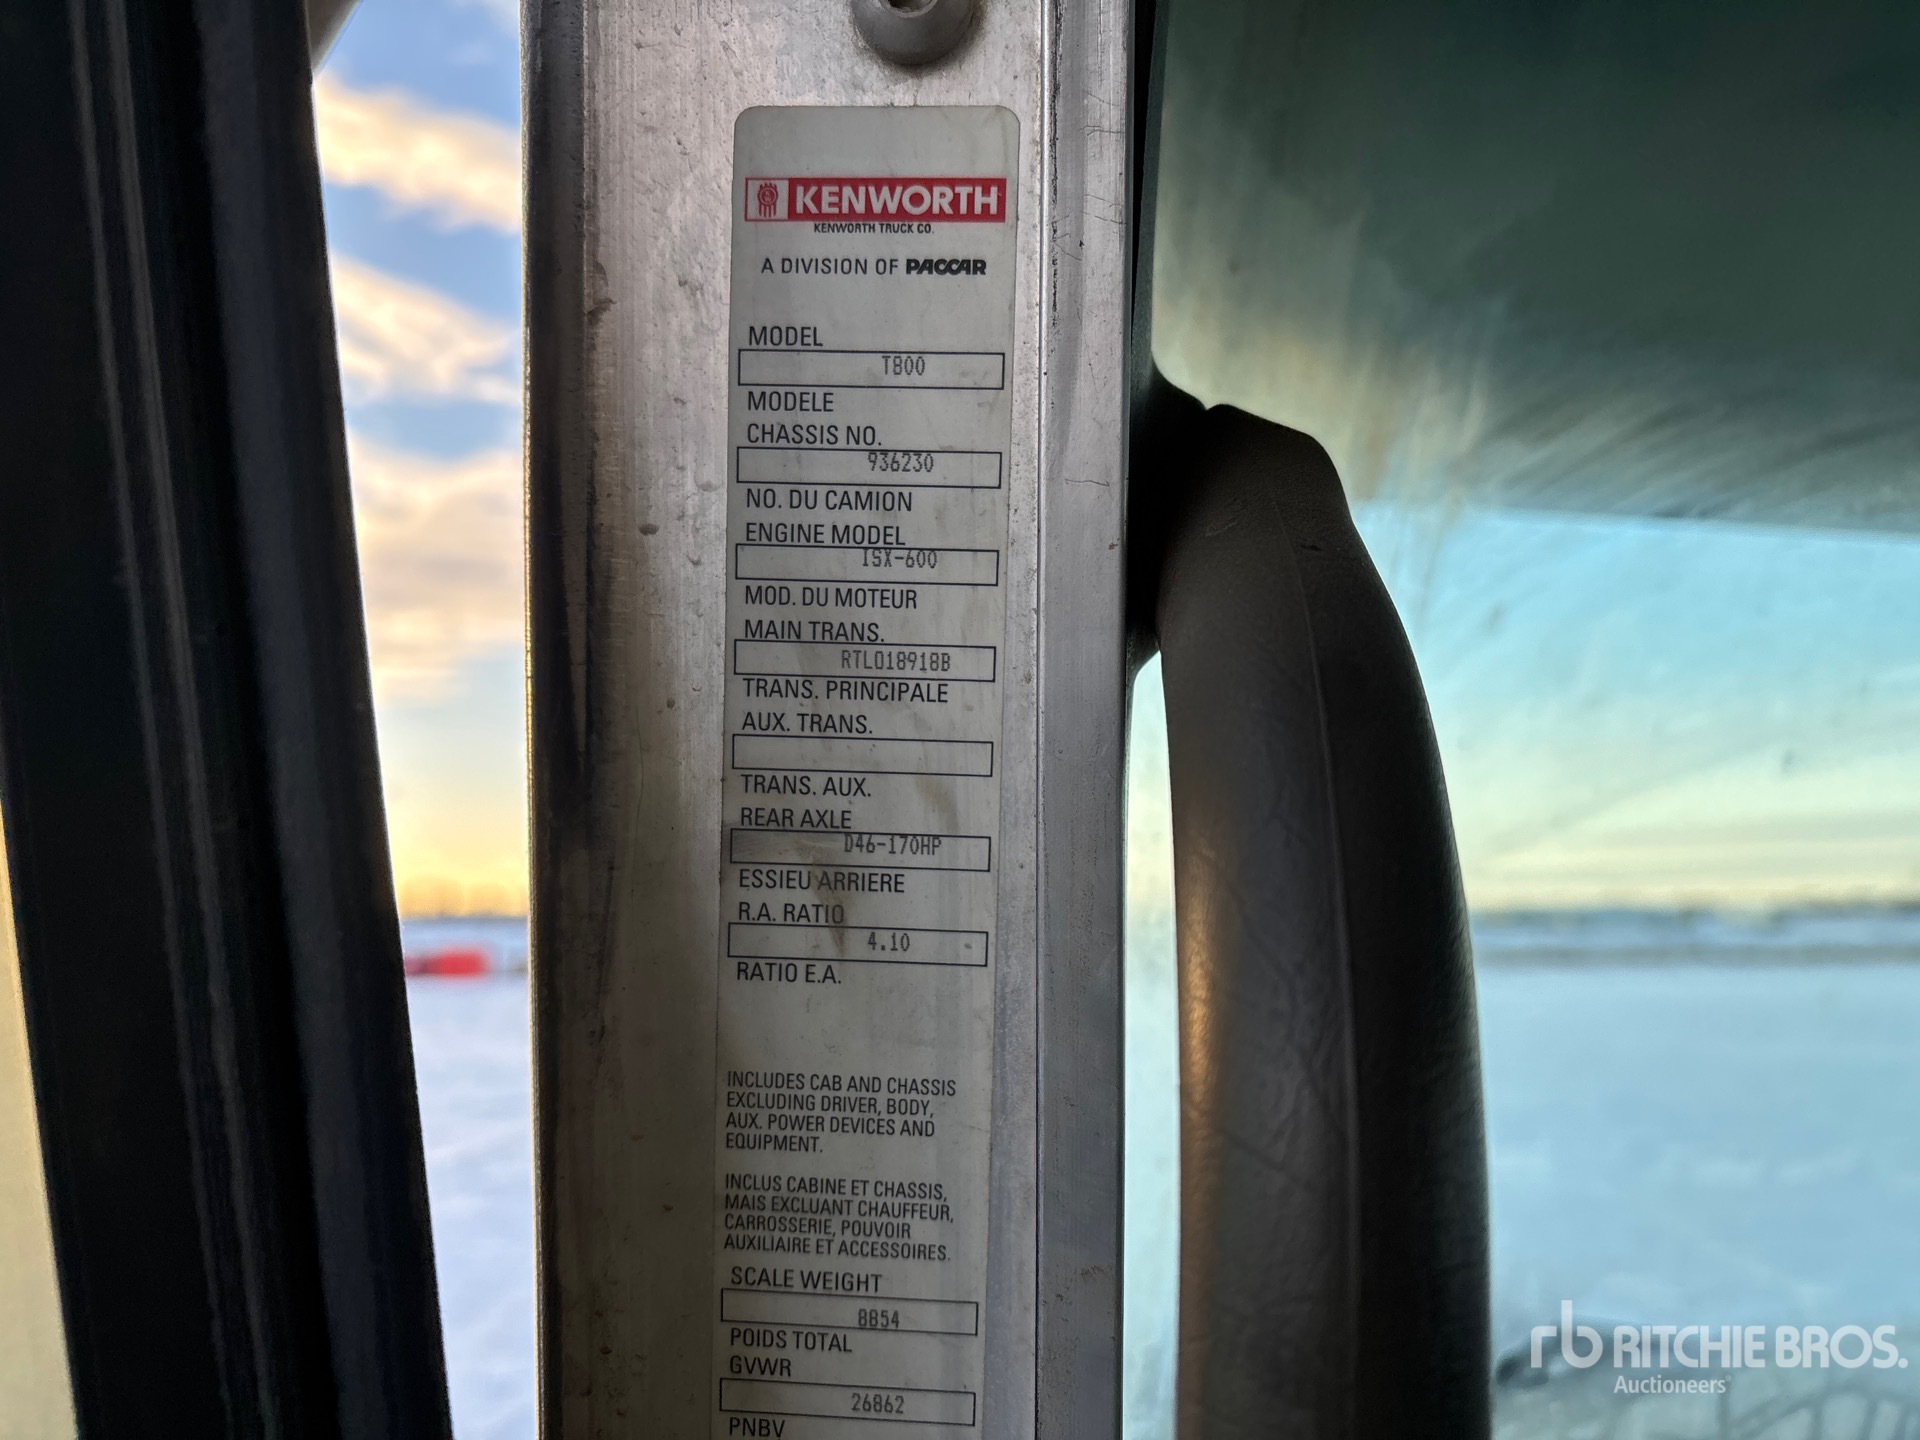 KENWORTH
KENWORTH TRUCK CO.
A DIVISION OF PACCAR
MODEL
T800
MODELE
CHASSIS NO.
936230
NO. DU CAMION
ENGINE MODEL
ISX-600
MOD. DU MOTEUR
MAIN TRANS.
RTLO18918B
TRANS. PRINCIPALE
AUX. TRANS.
TRANS. AUX.
REAR AXLE
D46-170HP
ESSIEU ARRIERE
R.A. RATIO
4.10
RATIO E.A.
INCLUDES CAB AND CHASSIS
EXCLUDING DRIVER, BODY,
AUX. POWER DEVICES AND
EQUIPMENT.
INCLUS CABINE ET CHASSIS,
MAIS EXCLUANT CHAUFFEUR,
CARROSSERIE, POUVOIR
AUXILIAIRE ET ACCESSOIRES.
SCALE WEIGHT
8854
POIDS TOTAL
GVWR
26862
PNBV
rb RITCHIE BROS.
Auctioneers